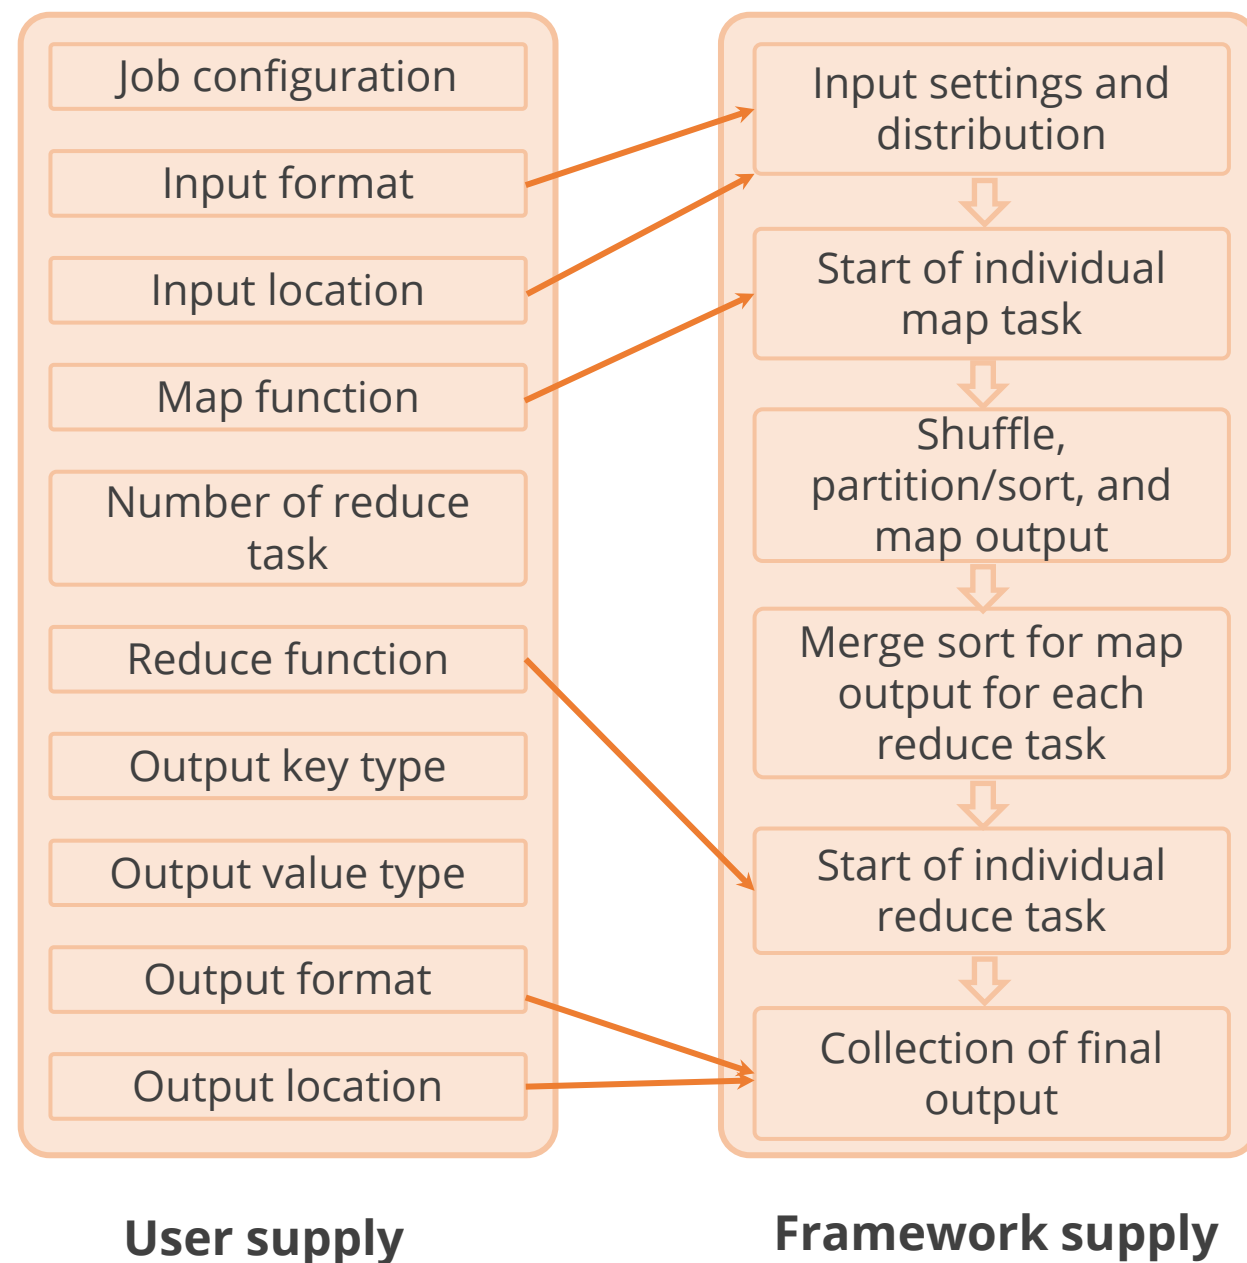 Job configuration
Input format
Input location
Map function
Number of reduce
task
Reduce function
Output key type
Output value type
Output format
Output location
User supply
Input settings and
distribution
Start of individual
map task
Shuffle,
partition/sort, and
map output
Merge sort for map
output for each
reduce task
Start of individual
reduce task
Collection of final
output
Framework supply